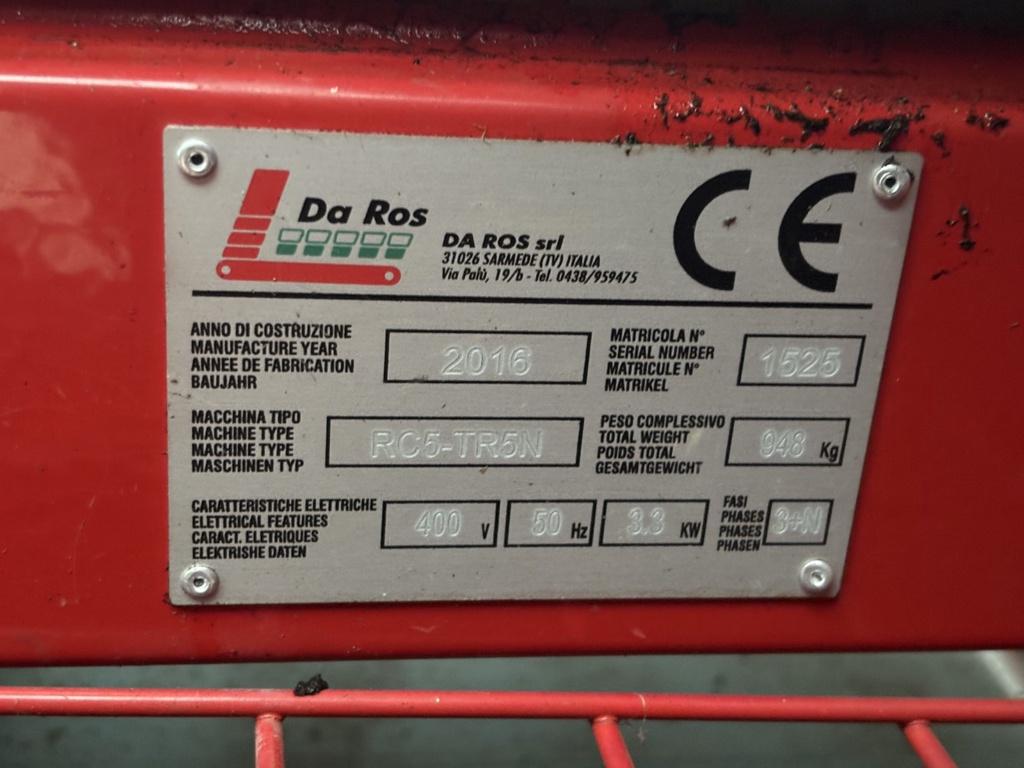 Da Ros
DA ROS srl
31026 SARMEDE (TV) ITALIA
Via Palù, 19/b - Tel. 0438/959475
CE
ANNO DI COSTRUZIONE
MANUFACTURE YEAR
ANNEE DE FABRICATION
BAUJAHR
2016
MATRICOLA N°
SERIAL NUMBER
MATRICULE N°
MATRIKEL
1525
MACCHINA TIPO
MACHINE TYPE
MACHINE TYPE
MASCHINEN TYP
RC5-TR5N
PESO COMPLESSIVO
TOTAL WEIGHT
POIDS TOTAL
GESAMTGEWICHT
948 Kg
CARATTERISTICHE ELETTRICHE
ELETTRICAL FEATURES
CARACT. ELETRIQUES
ELEKTRISHE DATEN
400 V
50 Hz
3.3 KW
FASI
PHASES
PHASES
PHASEN
3+N